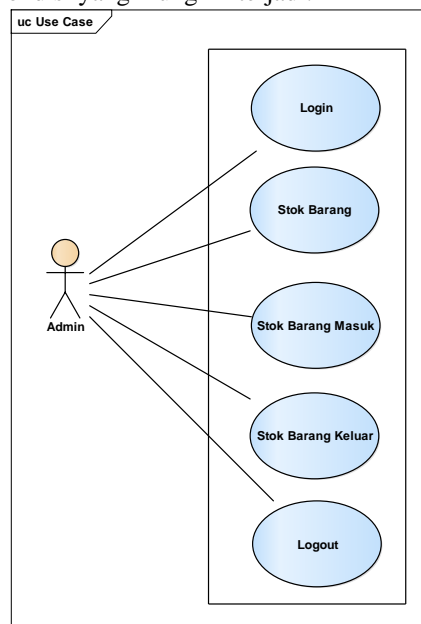 uc Use Case
Login
Stok Barang
Admin
Stok Barang Masuk
Stok Barang Keluar
Logout